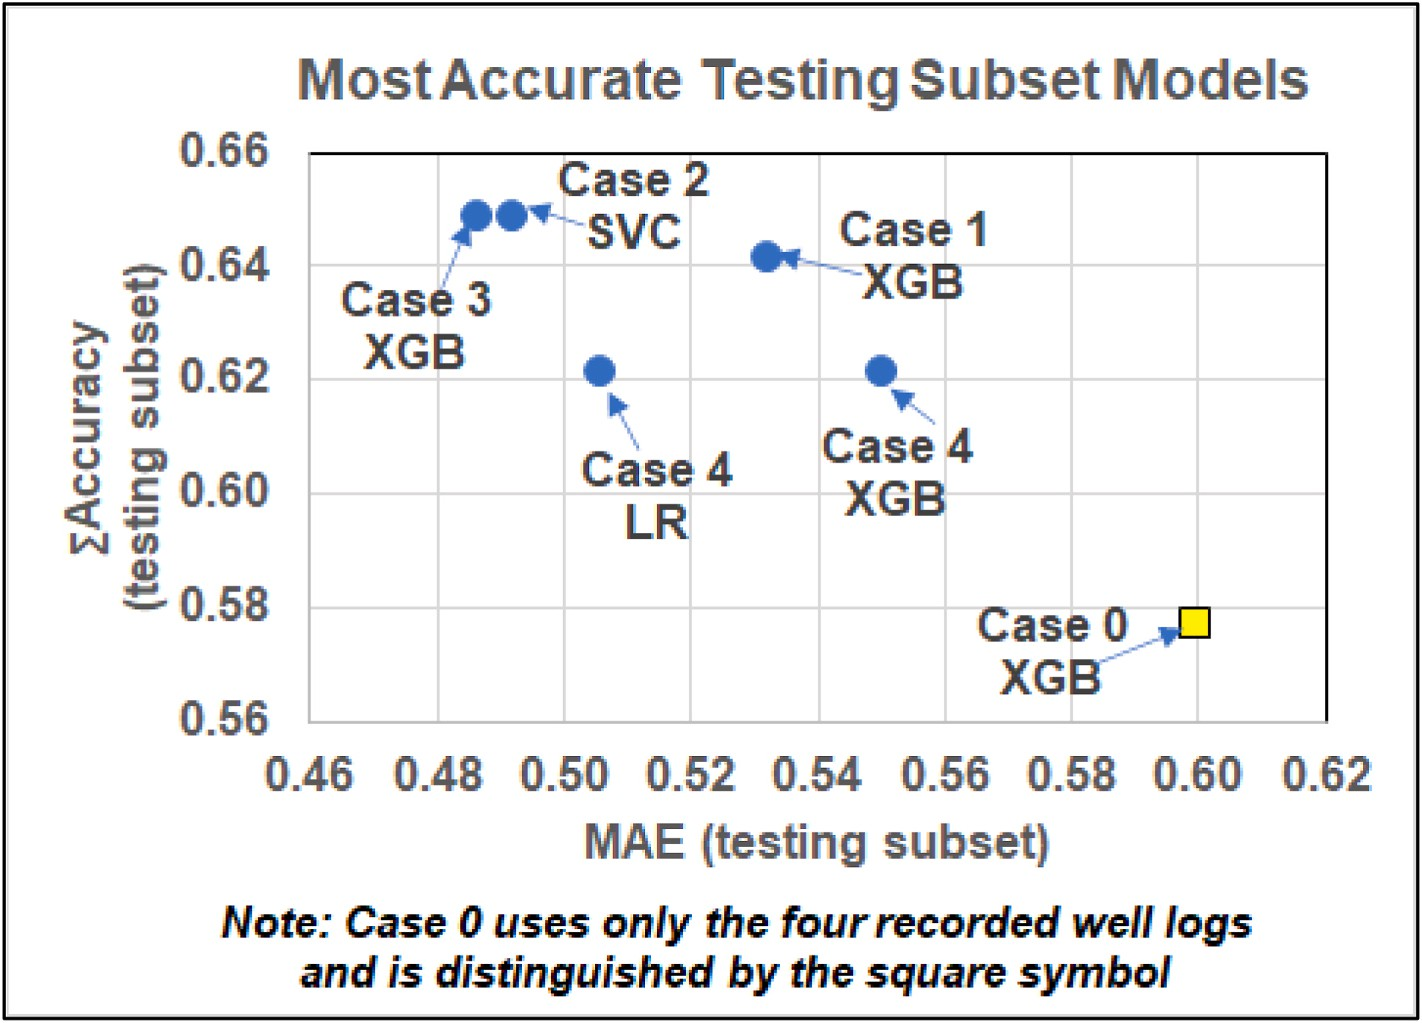 Most Accurate Testing Subset Models
ΣAccuracy
(testing subset)
0.66
0.64
0.62
0.60
0.58
0.56
Case 2
SVC
Case 1
XGB
Case 3
XGB
Case 4
XGB
Case 4
LR
Case 0
XGB
0.46 0.48 0.50 0.52 0.54 0.56 0.58 0.60 0.62
MAE (testing subset)
Note: Case 0 uses only the four recorded well logs
and is distinguished by the square symbol